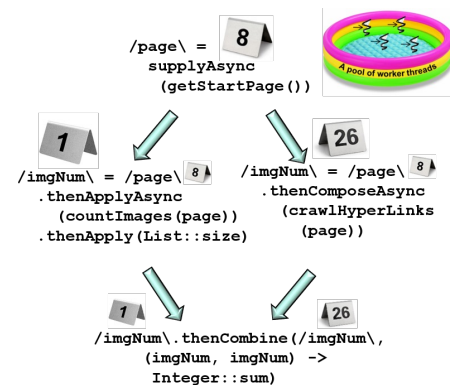 /page\ = 8
supplyAsync
(getStartPage())
A pool of worker threads
1
/imgNum\ = /page\ 8
.thenApplyAsync
(countImages(page))
.thenApply(List::size)
26
/imgNum\ = /page\ 8
.thenComposeAsync
(crawlHyperLinks
(page))
1
26
/imgNum\.thenCombine(/imgNum\,
(imgNum, imgNum) ->
Integer::sum)